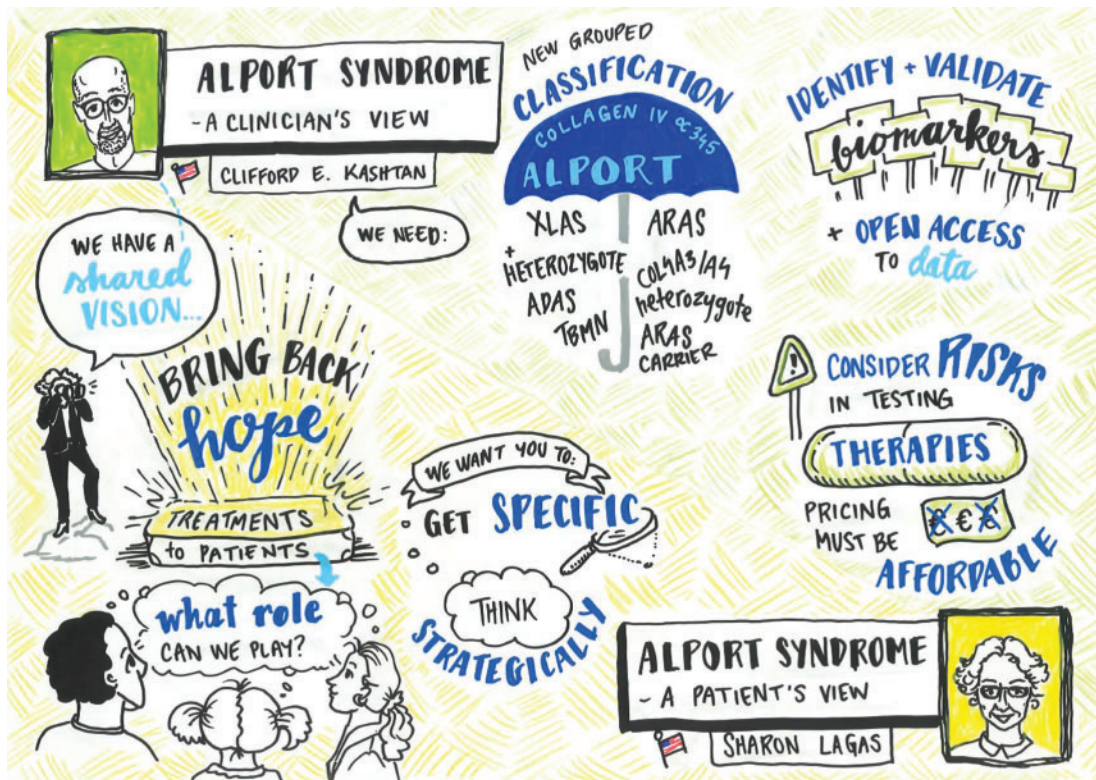 ALPORT SYNDROME
- A CLINICIAN'S VIEW
CLIFFORD E. KASHTAN
WE NEED:
NEW GROUPED
CLASSIFICATION
COLLAGEN IV α345
ALPORT
XLAS
+
HETEROZYGOTE
ADAS
TBMN
ARAS
COL4A3/A4
heterozygote
ARAS
CARRIER
IDENTIFY + VALIDATE
biomarkers
+ OPEN ACCESS
TO data
WE HAVE A
shared
VISION...
BRING BACK
hope
TREATMENTS
to PATIENTS
what role
CAN WE PLAY?
WE WANT YOU TO:
GET SPECIFIC
THINK
STRATEGICALLY
!
CONSIDER RISKS
IN TESTING
THERAPIES
PRICING
MUST BE
€ € €
AFFORDABLE
ALPORT SYNDROME
- A PATIENT'S VIEW
SHARON LAGAS